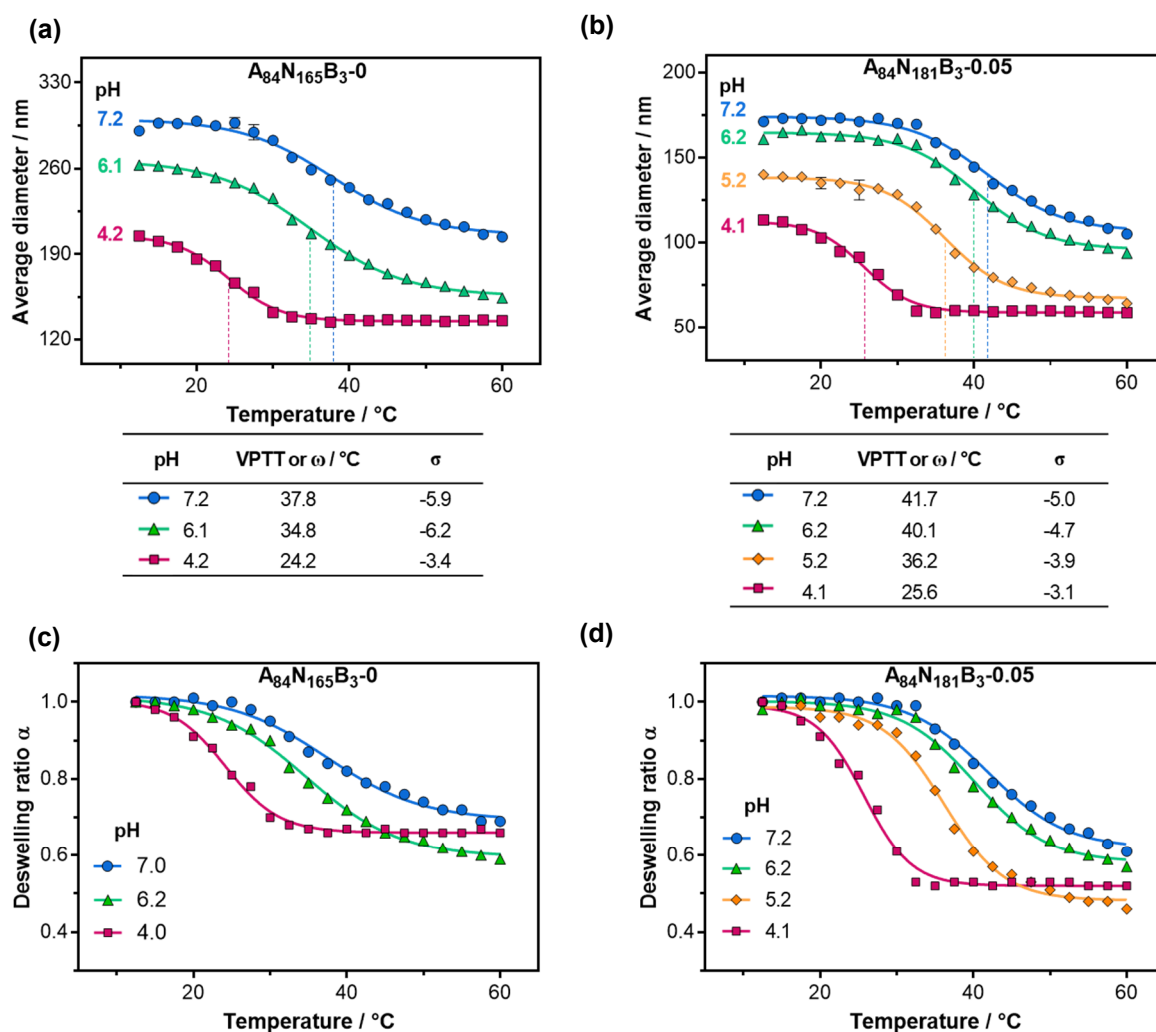 (a)
A84N165B3-0
pH
7.2
6.1
4.2
330
260
190
120
Average diameter / nm
20 40 60
Temperature / °C
pH VPTT or ω / °C σ
7.2 37.8 -5.9
6.1 34.8 -6.2
4.2 24.2 -3.4
(b)
A84N181B3-0.05
pH
7.2
6.2
5.2
4.1
200
150
100
50
Average diameter / nm
20 40 60
Temperature / °C
pH VPTT or ω / °C σ
7.2 41.7 -5.0
6.2 40.1 -4.7
5.2 36.2 -3.9
4.1 25.6 -3.1
(c)
A84N165B3-0
1.0
0.8
0.6
0.4
Deswelling ratio α
pH
7.0
6.2
4.0
20 40 60
Temperature / °C
(d)
A84N181B3-0.05
1.0
0.8
0.6
0.4
Deswelling ratio α
pH
7.2
6.2
5.2
4.1
20 40 60
Temperature / °C